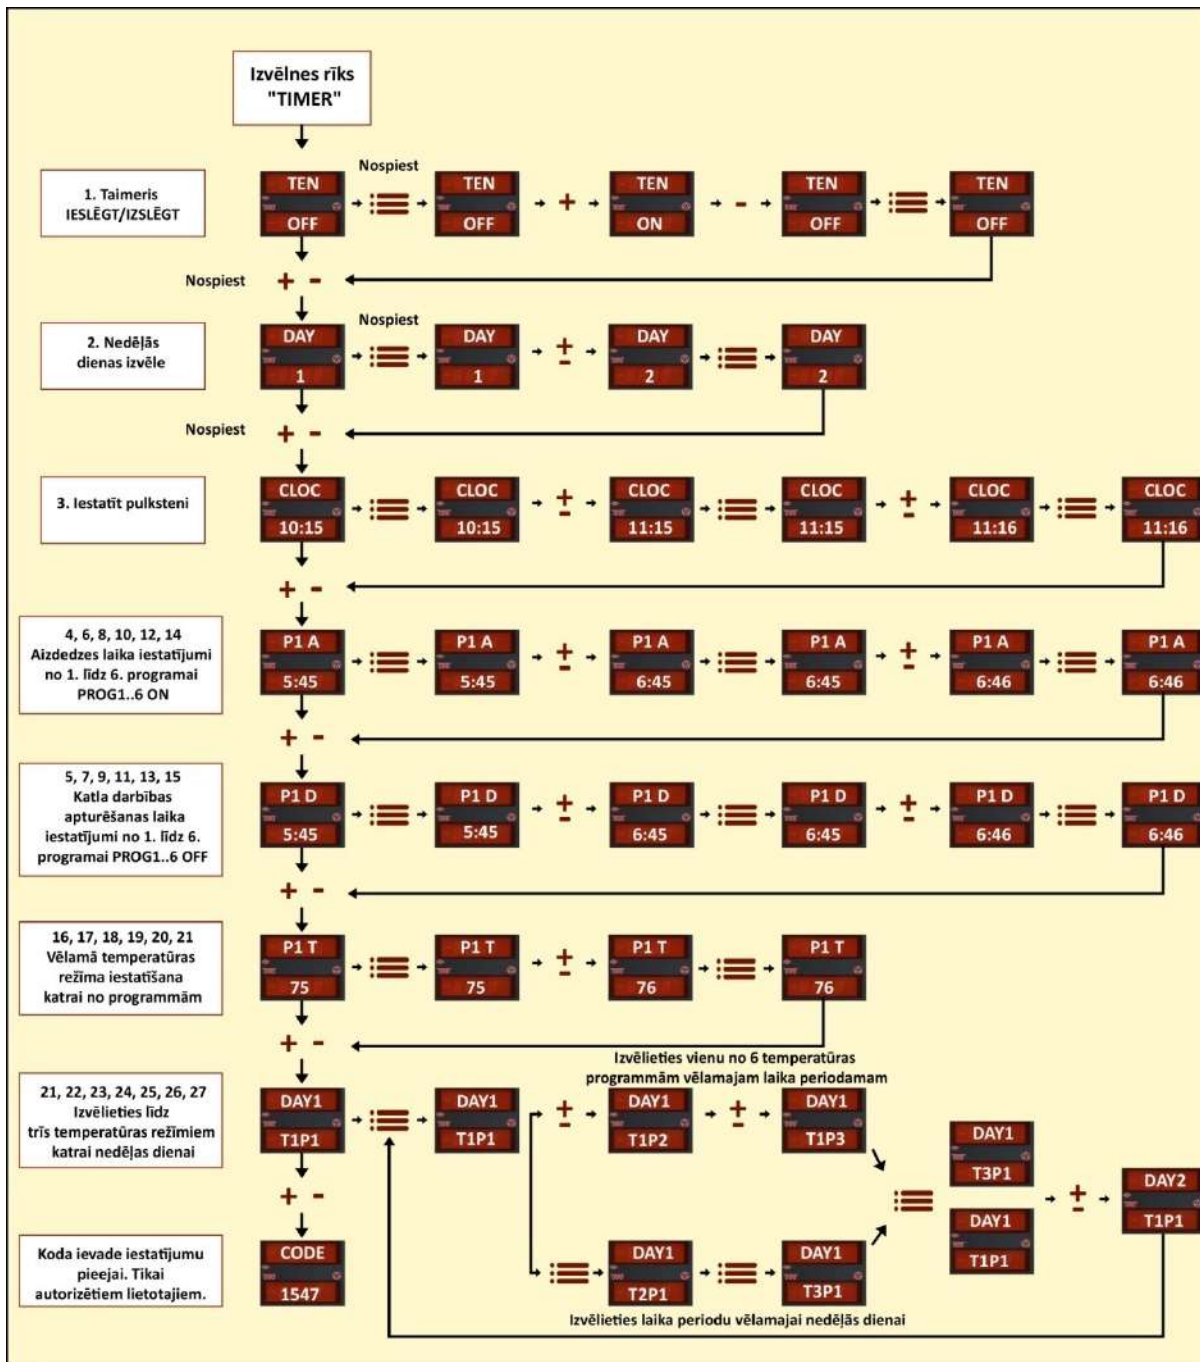 Izvēlnes rīks
"TIMER"
Nospiest
1. Taimeris
IESLĒGT/IZSLĒGT
TEN
OFF
TEN
OFF
+
TEN
ON
-
TEN
OFF
TEN
OFF
Nospiest
+ -
2. Nedēļās
dienas izvēle
Nospiest
DAY
1
DAY
1
+
-
DAY
2
DAY
2
Nospiest
+ -
3. Iestatīt pulksteni
CLOC
10:15
CLOC
10:15
+
-
CLOC
11:15
CLOC
11:15
+
-
CLOC
11:16
CLOC
11:16
+ -
4, 6, 8, 10, 12, 14
Aizdedzes laika iestatījumi
no 1. līdz 6. programai
PROG1..6 ON
P1 A
5:45
P1 A
5:45
+
-
P1 A
6:45
P1 A
6:45
+
-
P1 A
6:46
P1 A
6:46
+ -
5, 7, 9, 11, 13, 15
Katla darbības
apturēšanas laika
iestatījumi no 1. līdz 6.
programai PROG1..6 OFF
P1 D
5:45
P1 D
5:45
+
-
P1 D
6:45
P1 D
6:45
+
-
P1 D
6:46
P1 D
6:46
+ -
16, 17, 18, 19, 20, 21
Vēlamā temperatūras
režīma iestatīšana
katrai no programmām
P1 T
75
P1 T
75
+
-
P1 T
76
P1 T
76
+ -
Izvēlieties vienu no 6 temperatūras
programmām vēlamajam laika periodamam
21, 22, 23, 24, 25, 26, 27
Izvēlieties līdz
trīs temperatūras režīmiem
katrai nedēļas dienai
DAY1
T1P1
DAY1
T1P1
+
-
DAY1
T1P2
+
-
DAY1
T1P3
DAY1
T3P1
DAY1
T1P1
+
-
DAY2
T1P1
+ -
Koda ievade iestatījumu
pieejai. Tikai
autorizētiem lietotajiem.
CODE
1547
DAY1
T2P1
DAY1
T3P1
Izvēlieties laika periodu vēlamajai nedēļās dienai